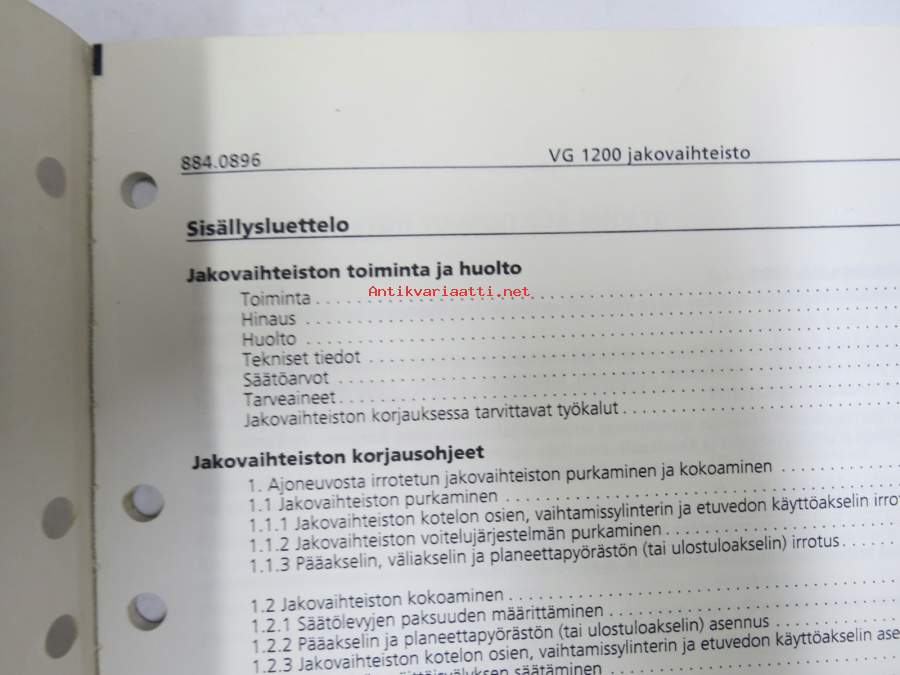 884.0896 VG 1200 jakovaihteisto
Sisällysluettelo
Jakovaihteiston toiminta ja huolto
Antikvariaatti.net
Toiminta
Hinaus
Huolto
Tekniset tiedot
Säätöarvot
Tarveaineet
Jakovaihteiston korjauksessa tarvittavat työkalut
Jakovaihteiston korjausohjeet
1. Ajoneuvosta irrotetun jakovaihteiston purkaminen ja kokoaminen
1.1 Jakovaihteiston purkaminen
1.1.1 Jakovaihteiston kotelon osien, vaihtamissylinterin ja etuvedon käyttöakselin irro
1.1.2 Jakovaihteiston voitelujärjestelmän purkaminen
1.1.3 Pääakselin, väliakselin ja planeettapyörästön (tai ulostuloakselin) irrotus
1.2 Jakovaihteiston kokoaminen
1.2.1 Säätölevyjen paksuuden määrittäminen
1.2.2 Pääakselin ja planeettapyörästön (tai ulostuloakselin) asennus
1.2.3 Jakovaihteiston kotelon osien, vaihtamissylinterin ja etuvedon käyttöakselin ase
säätäminen